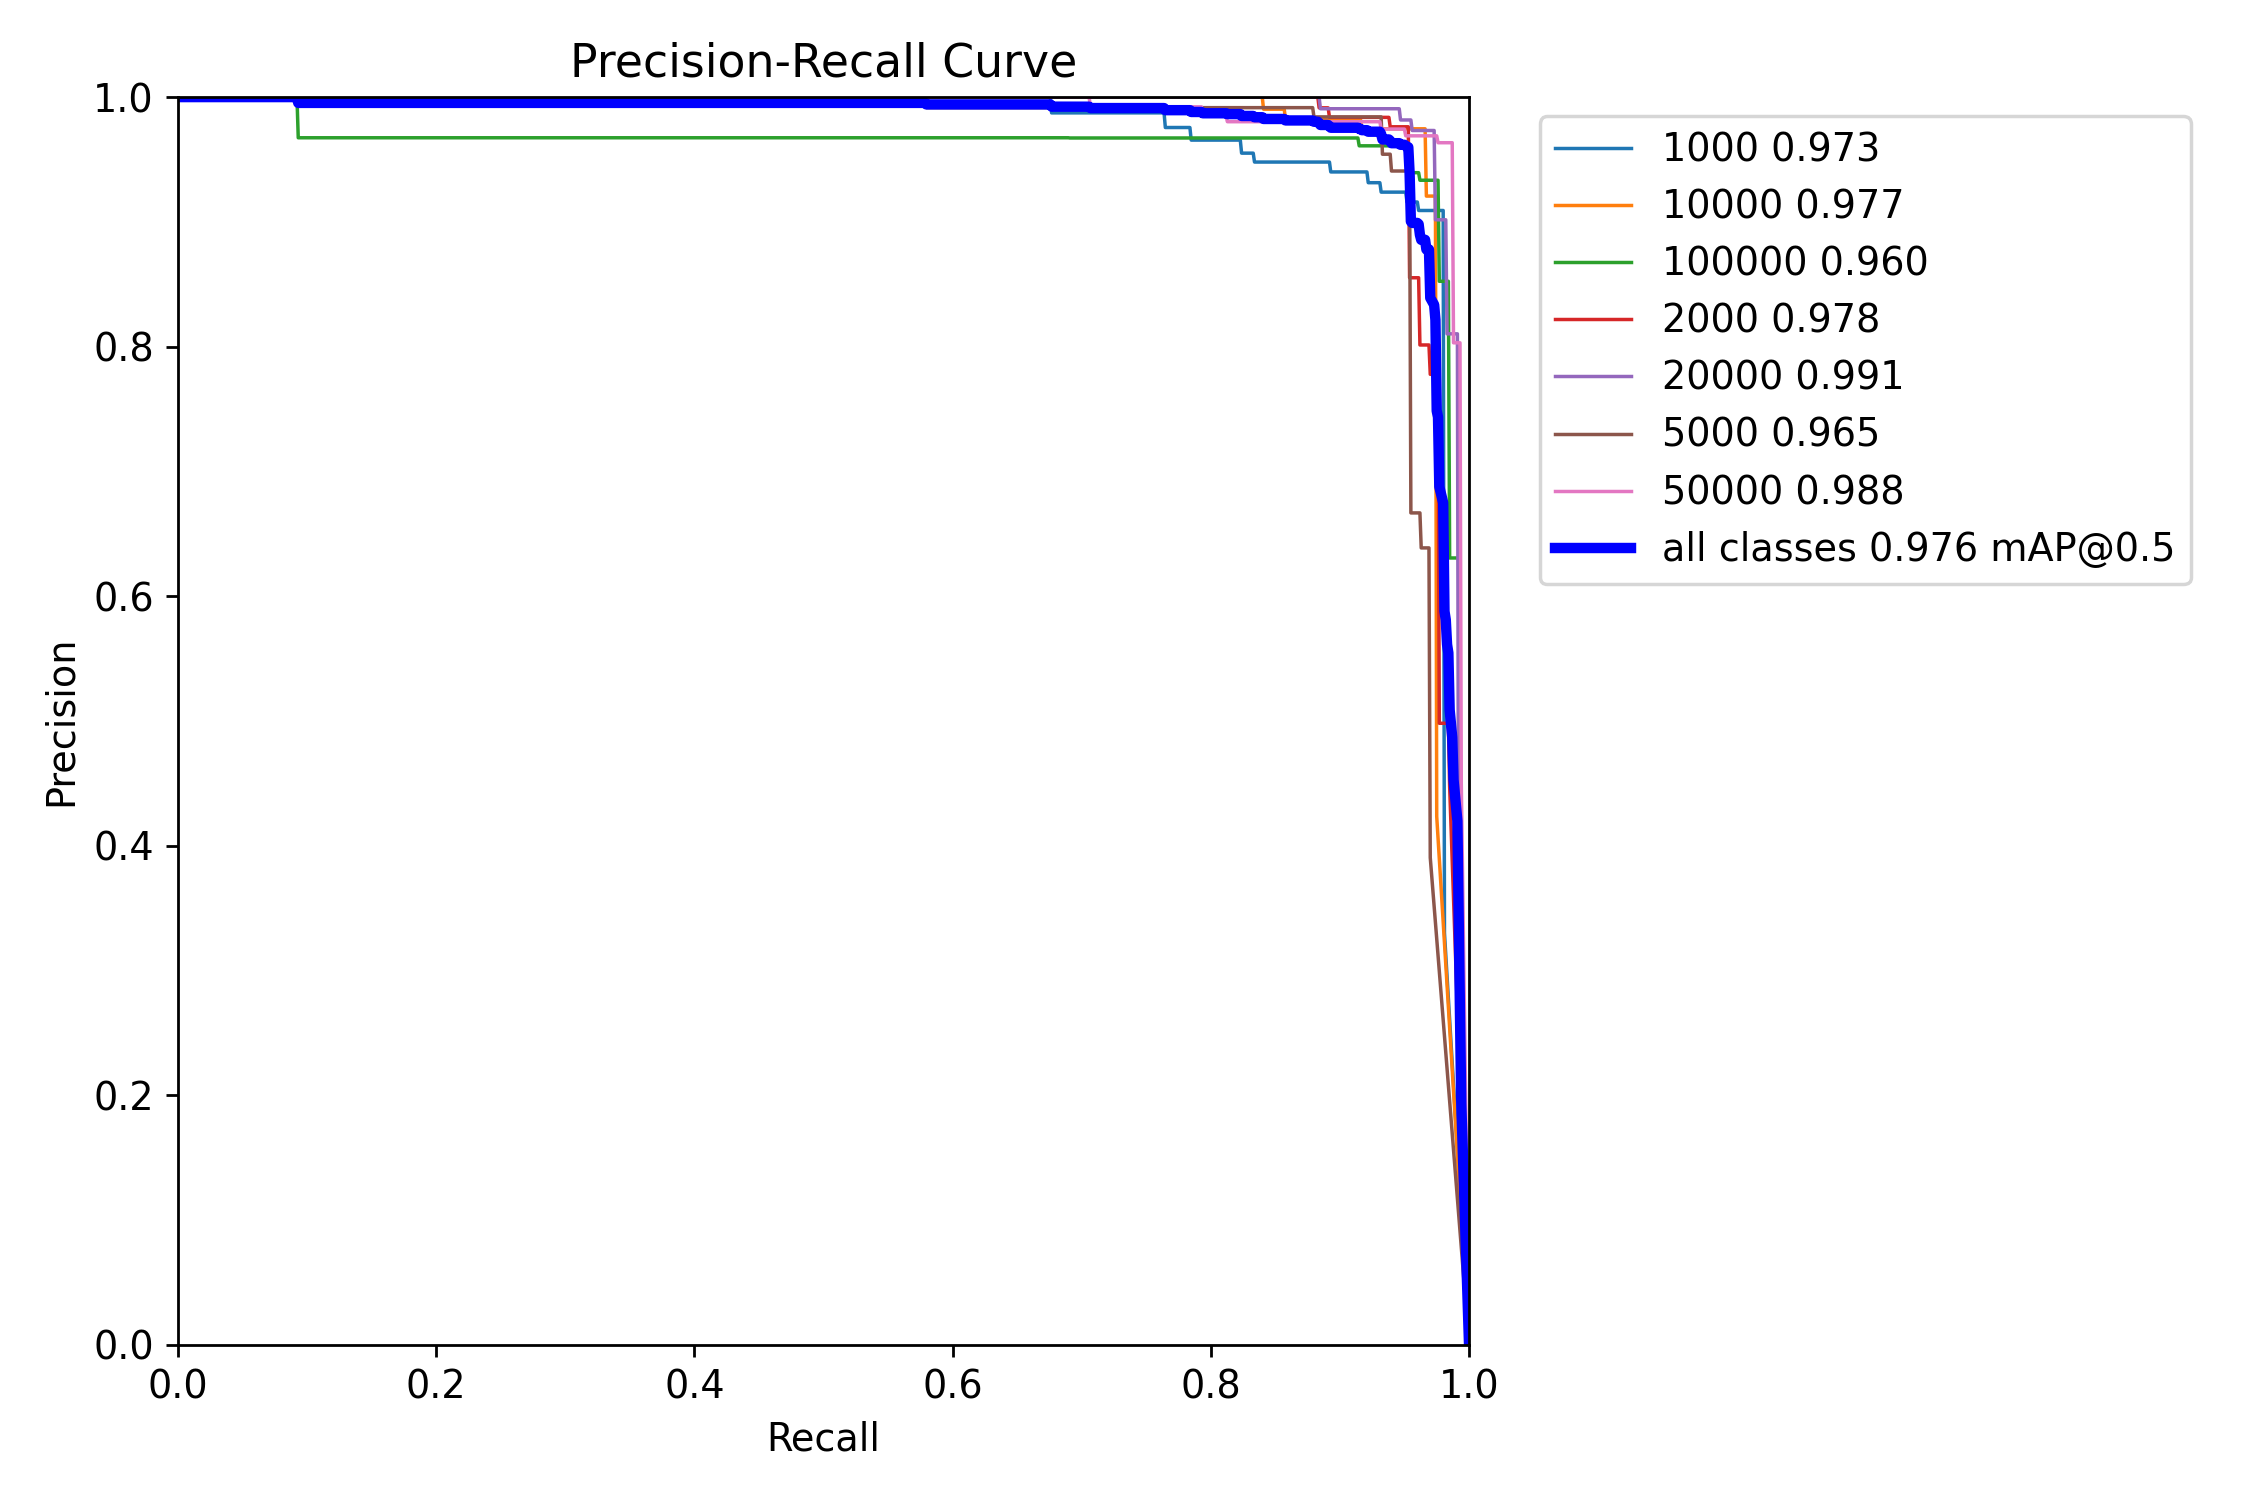 Precision-Recall Curve
1.0
0.8
0.6
0.4
0.2
0.0
Precision
0.0 0.2 0.4 0.6 0.8 1.0
Recall
1000 0.973
10000 0.977
100000 0.960
2000 0.978
20000 0.991
5000 0.965
50000 0.988
all classes 0.976 mAP@0.5